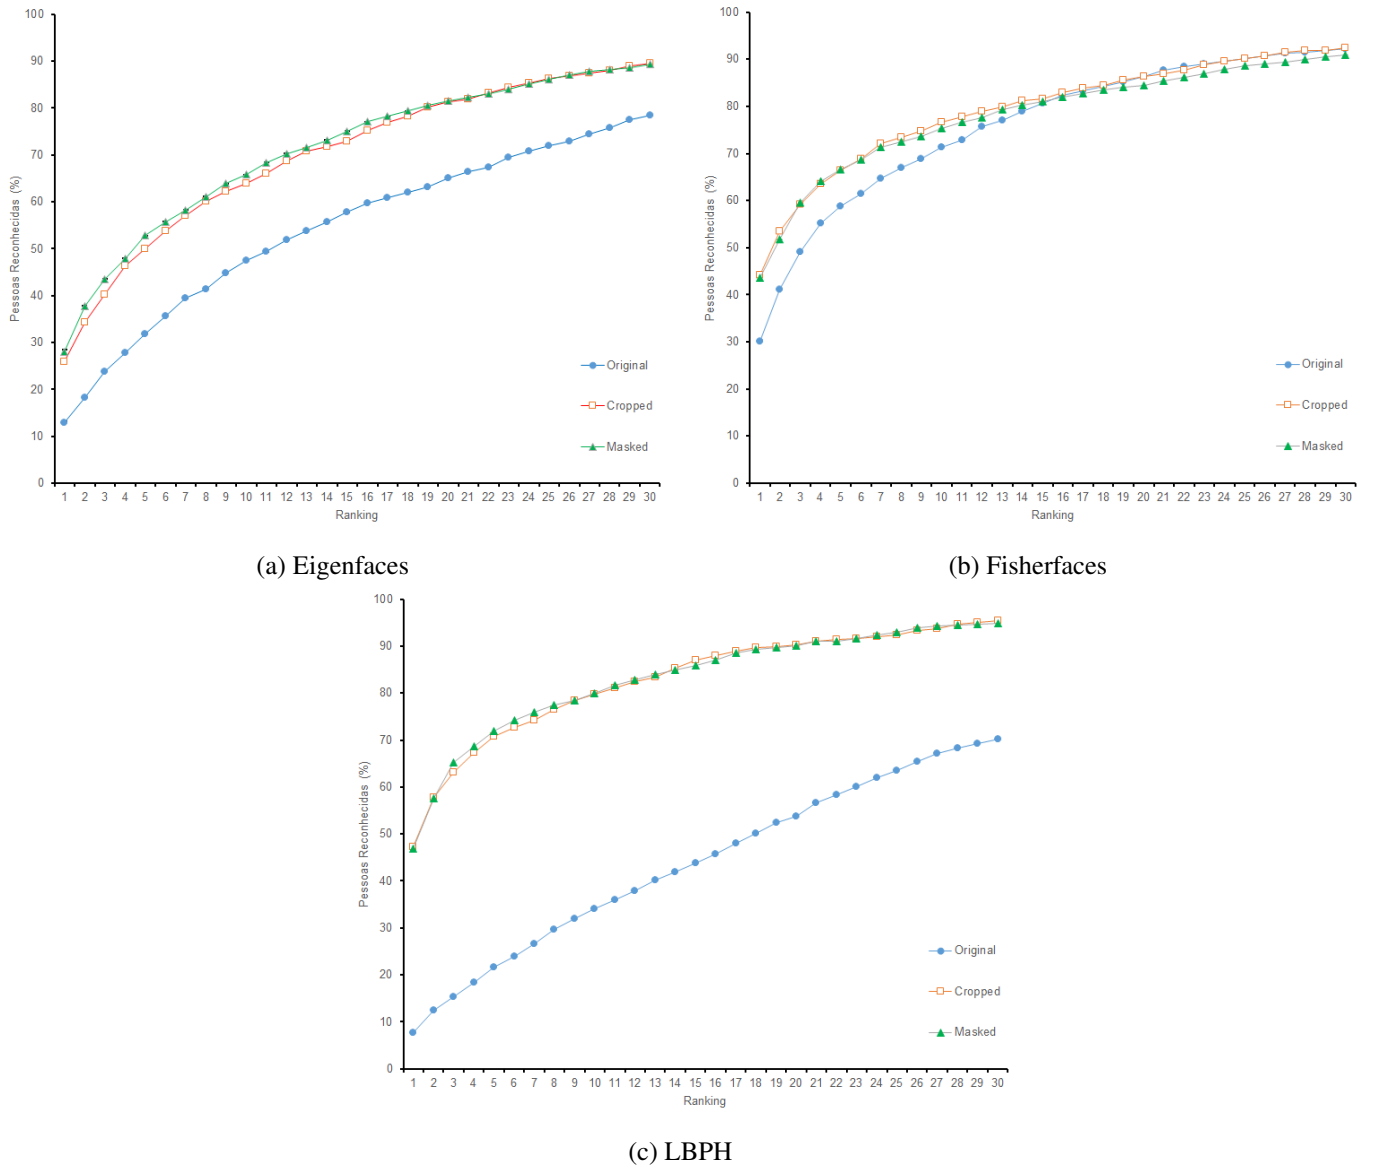 100
90
80
70
60
50
40
30
20
10
0
Pessoas Reconhecidas (%)
1 2 3 4 5 6 7 8 9 10 11 12 13 14 15 16 17 18 19 20 21 22 23 24 25 26 27 28 29 30
Ranking
Original
Cropped
Masked
(a) Eigenfaces
100
90
80
70
60
50
40
30
20
10
0
Pessoas Reconhecidas (%)
1 2 3 4 5 6 7 8 9 10 11 12 13 14 15 16 17 18 19 20 21 22 23 24 25 26 27 28 29 30
Ranking
Original
Cropped
Masked
(b) Fisherfaces
100
90
80
70
60
50
40
30
20
10
0
Pessoas Reconhecidas (%)
1 2 3 4 5 6 7 8 9 10 11 12 13 14 15 16 17 18 19 20 21 22 23 24 25 26 27 28 29 30
Ranking
Original
Cropped
Masked
(c) LBPH